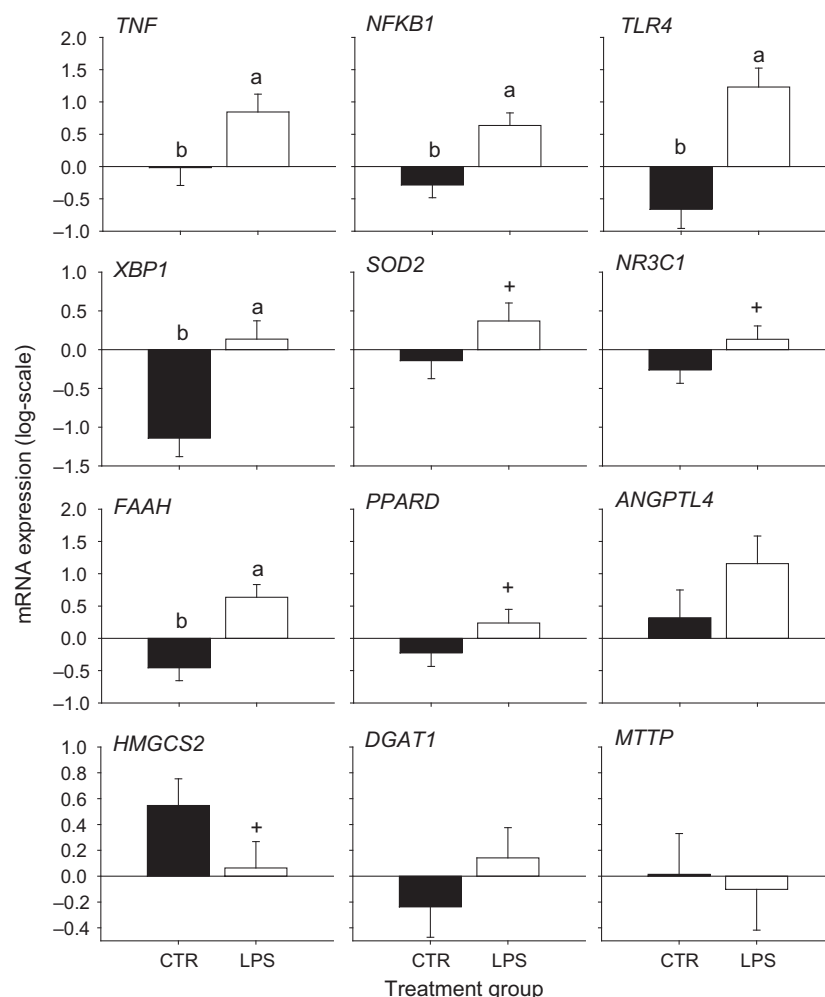 TNF NFKB1 TLR4
2.0
a a a
1.5
1.0
0.5
b b b
0.0
–0.5
–1.0
XBP1 SOD2 NR3C1
1.0
a + +
0.5
b
0.0
–0.5
–1.0
–1.5
FAAH PPARD ANGPTL4
2.0
1.5
a
1.0
+
0.5
b
0.0
–0.5
–1.0
HMGCS2 DGAT1 MTTP
1.0
0.8
0.6
0.4
+
0.2
0.0
–0.2
–0.4
CTR LPS CTR LPS CTR LPS
mRNA expression (log-scale)
Treatment group